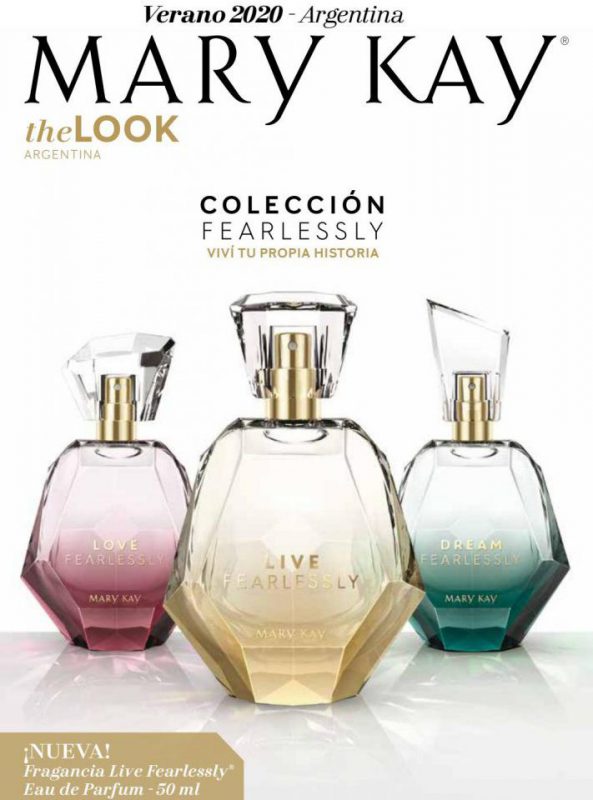 Verano 2020 - Argentina
MARY KAY®
theLOOK
ARGENTINA
COLECCIÓN
FEARLESSLY
VIVÍ TU PROPIA HISTORIA
LOVE
FEARLESSLY
MARY KAY
LIVE
FEARLESSLY
MARY KAY
DREAM
FEARLESSLY
MARY KAY
¡NUEVA!
Fragancia Live Fearlessly®
Eau de Parfum - 50 ml